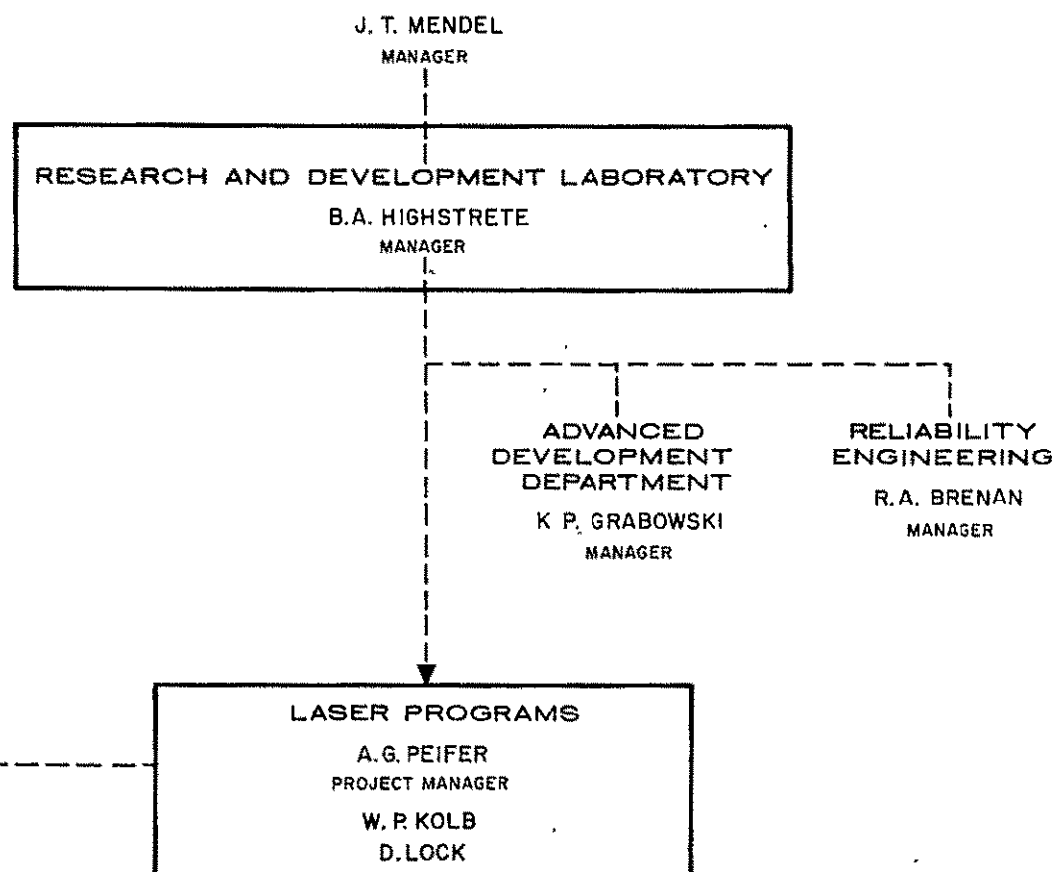 J. T. MENDEL
MANAGER
RESEARCH AND DEVELOPMENT LABORATORY
B.A. HIGHSTRETE
MANAGER
ADVANCED
DEVELOPMENT
DEPARTMENT
K P. GRABOWSKI
MANAGER
RELIABILITY
ENGINEERING
R.A. BRENAN
MANAGER
LASER PROGRAMS
A.G. PEIFER
PROJECT MANAGER
W.P. KOLB
D.LOCK